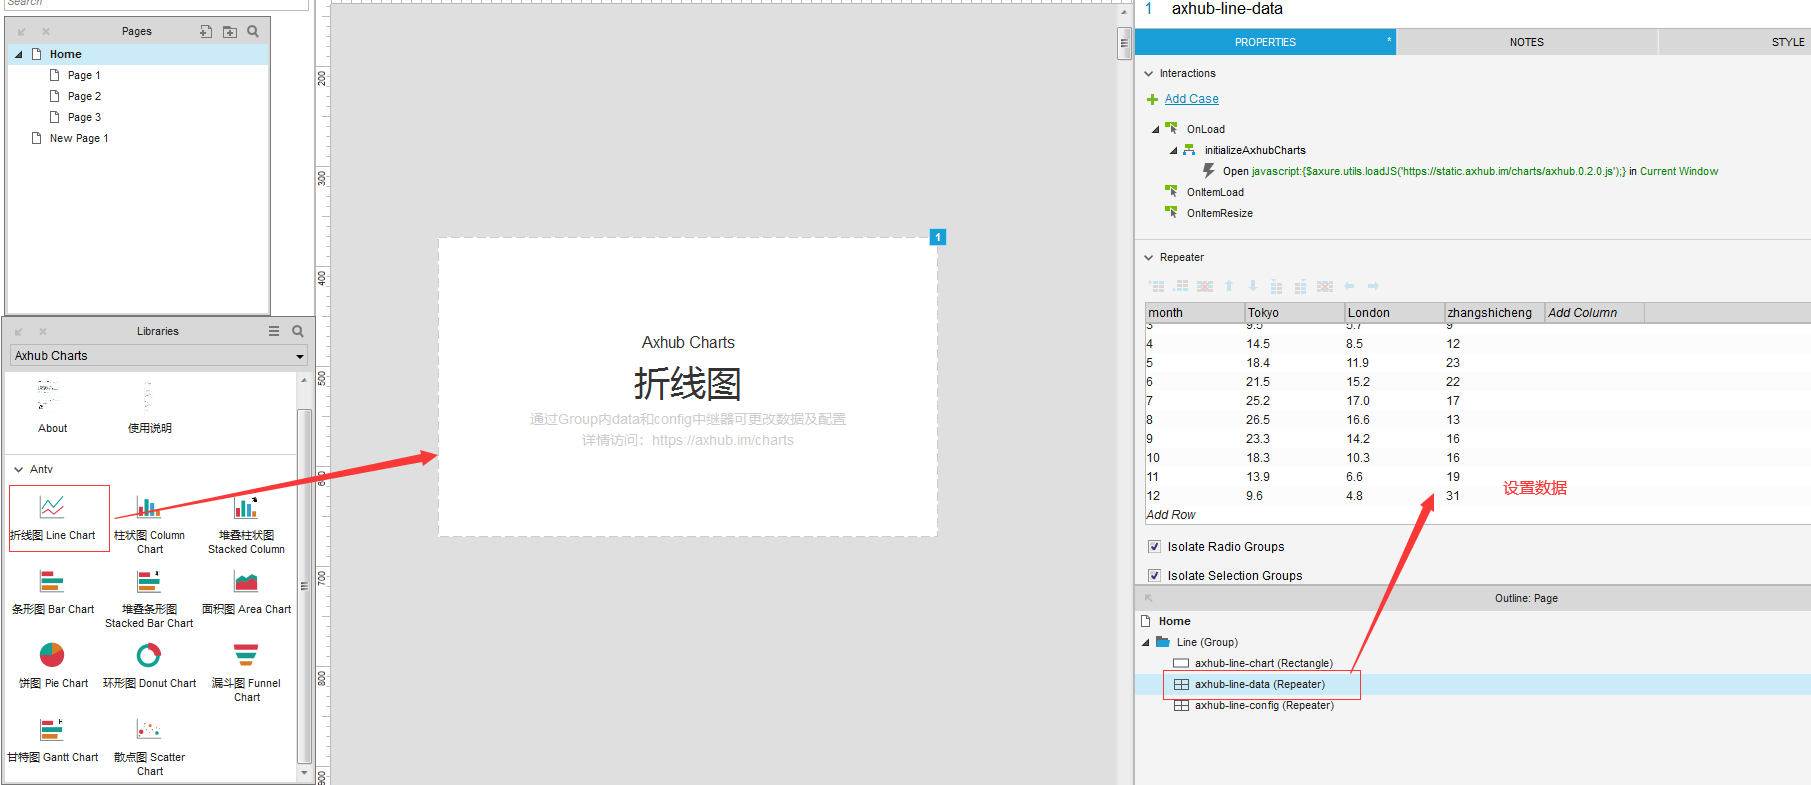 Search
Pages
Home
Page 1
Page 2
Page 3
New Page 1
Libraries
Axhub Charts
About
使用说明
Antv
折线图 Line Chart
柱状图 Column Chart
堆叠柱状图 Stacked Column
条形图 Bar Chart
堆叠条形图 Stacked Bar Chart
面积图 Area Chart
饼图 Pie Chart
环形图 Donut Chart
漏斗图 Funnel Chart
甘特图 Gantt Chart
散点图 Scatter Chart
200
300
400
500
600
700
800
900
1
Axhub Charts
折线图
通过Group内data和config中继器可更改数据及配置
详情访问：https://axhub.im/charts
1 axhub-line-data
PROPERTIES * NOTES STYLE
Interactions
Add Case
OnLoad
initializeAxhubCharts
Open javascript:{$axure.utils.loadJS('https://static.axhub.im/charts/axhub.0.2.0.js');} in Current Window
OnItemLoad
OnItemResize
Repeater
month Tokyo London zhangshicheng Add Column
3 9.5 5.7 9
4 14.5 8.5 12
5 18.4 11.9 23
6 21.5 15.2 22
7 25.2 17.0 17
8 26.5 16.6 13
9 23.3 14.2 16
10 18.3 10.3 16
11 13.9 6.6 19
12 9.6 4.8 31
Add Row
设置数据
Isolate Radio Groups
Isolate Selection Groups
Outline: Page
Home
Line (Group)
axhub-line-chart (Rectangle)
axhub-line-data (Repeater)
axhub-line-config (Repeater)